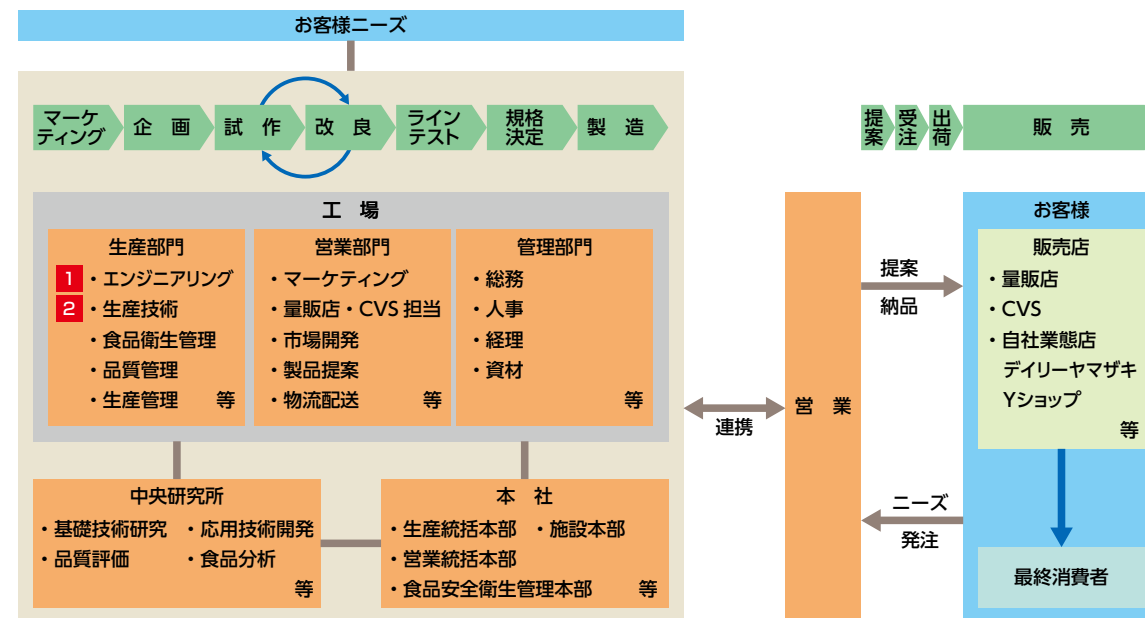 お客様ニーズ
マーケティング
企 画
試 作
改 良
ライン
テスト
規格
決定
製 造
提案
受注
出荷
販 売
工 場
生産部門
1 ・エンジニアリング
2 ・生産技術
・食品衛生管理
・品質管理
・生産管理 等
営業部門
・マーケティング
・量販店・CVS 担当
・市場開発
・製品提案
・物流配送 等
管理部門
・総務
・人事
・経理
・資材
等
中央研究所
・基礎技術研究 ・応用技術開発
・品質評価 ・食品分析
等
本 社
・生産統括本部 ・施設本部
・営業統括本部
・食品安全衛生管理本部 等
連携
営 業
提案
納品
ニーズ
発注
お客様
販売店
・量販店
・CVS
・自社業態店
デイリーヤマザキ
Yショップ
等
最終消費者